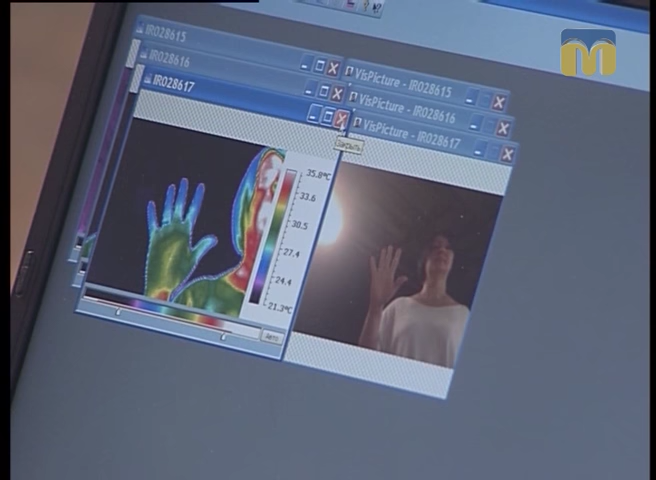 IR028615
IR028616
IR028617
VisPicture - IR028615
VisPicture - IR028616
VisPicture - IR028617
Закрыть
35.8°C
33.6
30.5
27.4
24.4
21.3°C
Авто